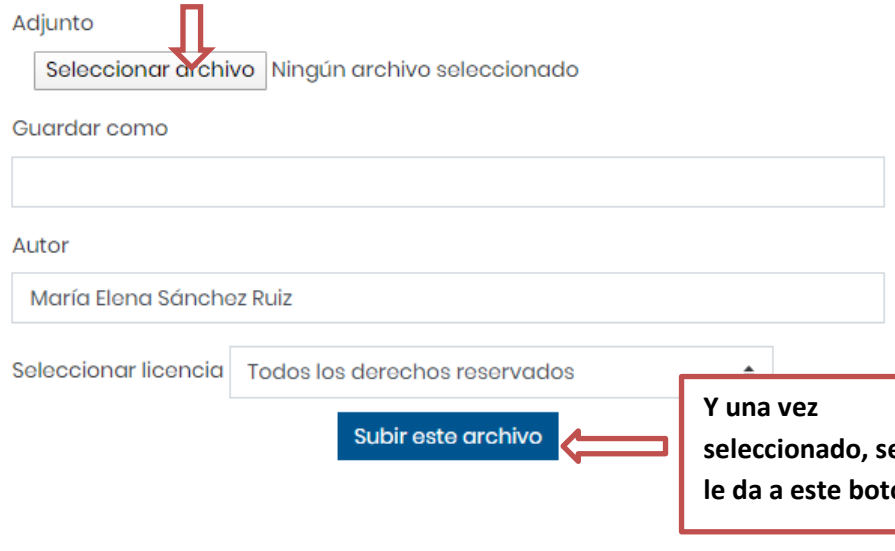 Adjunto
Seleccionar archivo Ningún archivo seleccionado
Guardar como
Autor
María Elena Sánchez Ruiz
Seleccionar licencia Todos los derechos reservados
Subir este archivo
Y una vez
seleccionado, se
le da a este